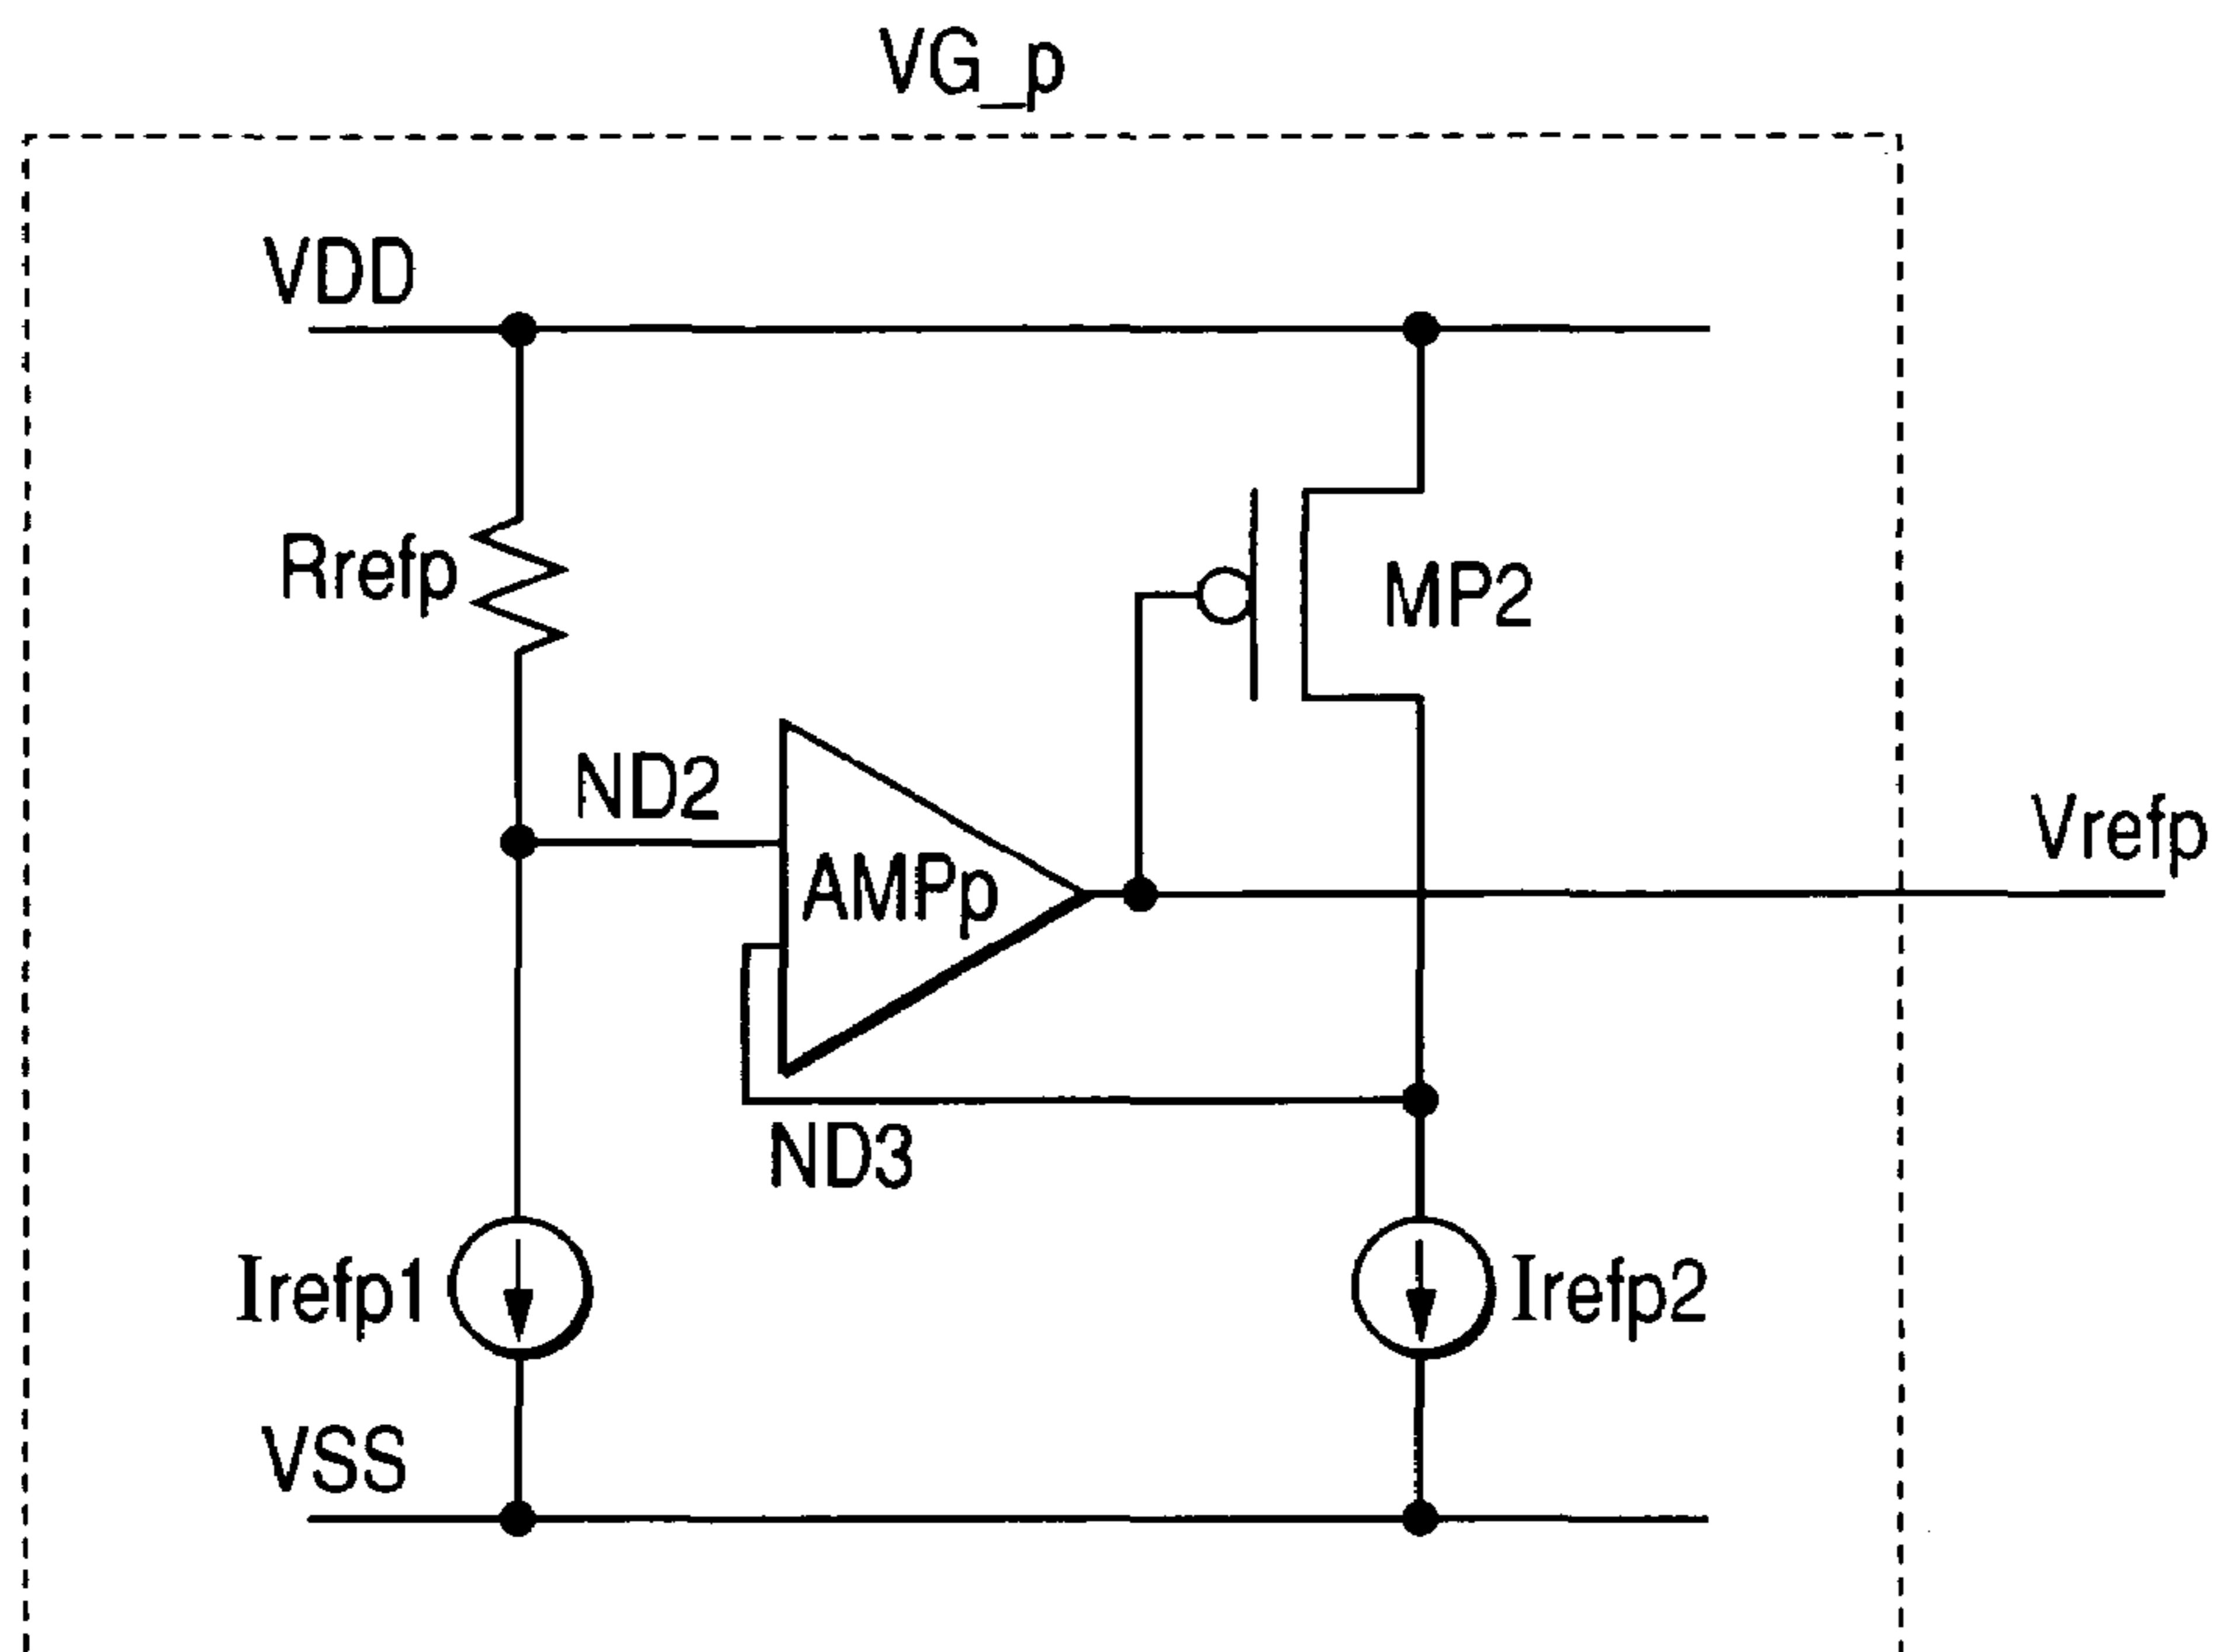 VG_p
VDD
Rrefp
MP2
ND2
Vrefp
AMPp
ND3
Irefp1
Irefp2
VSS